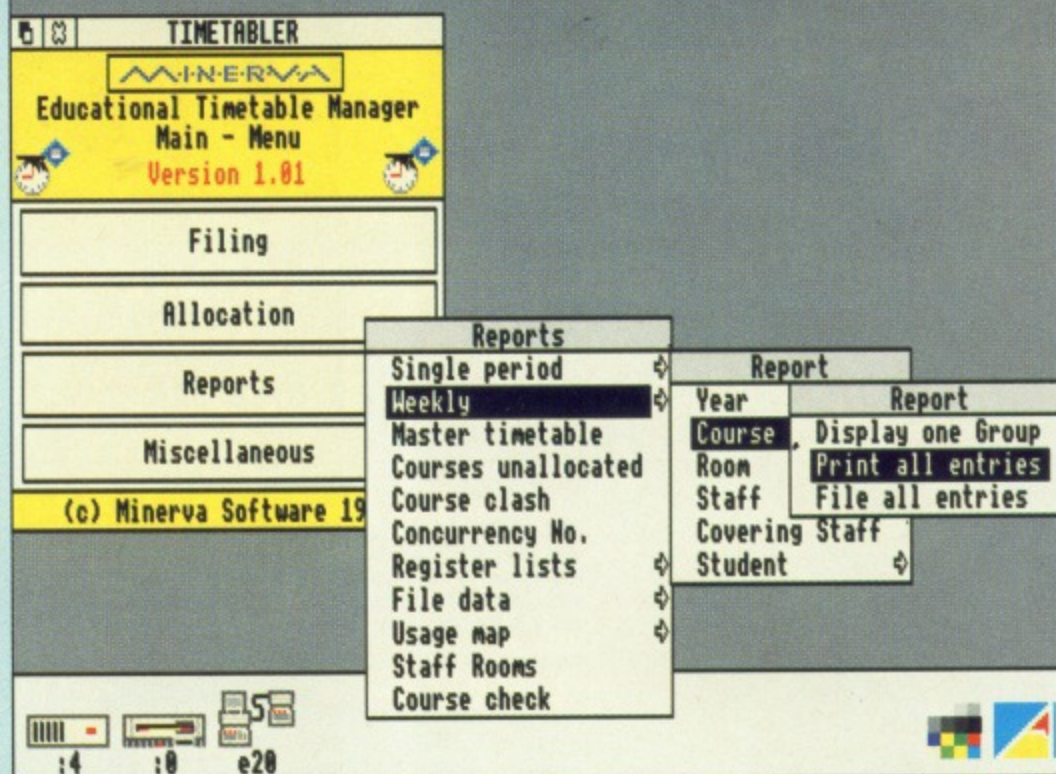 TIMETABLER
MINERVA
Educational Timetable Manager
Main - Menu
Version 1.01
Filing
Allocation
Reports
Miscellaneous
(c) Minerva Software 19
Reports
Single period
Weekly
Master timetable
Courses unallocated
Course clash
Concurrency No.
Register lists
File data
Usage map
Staff Rooms
Course check
Report
Year
Course
Room
Staff
Covering Staff
Student
Report
Display one Group
Print all entries
File all entries
:4
:0
e20